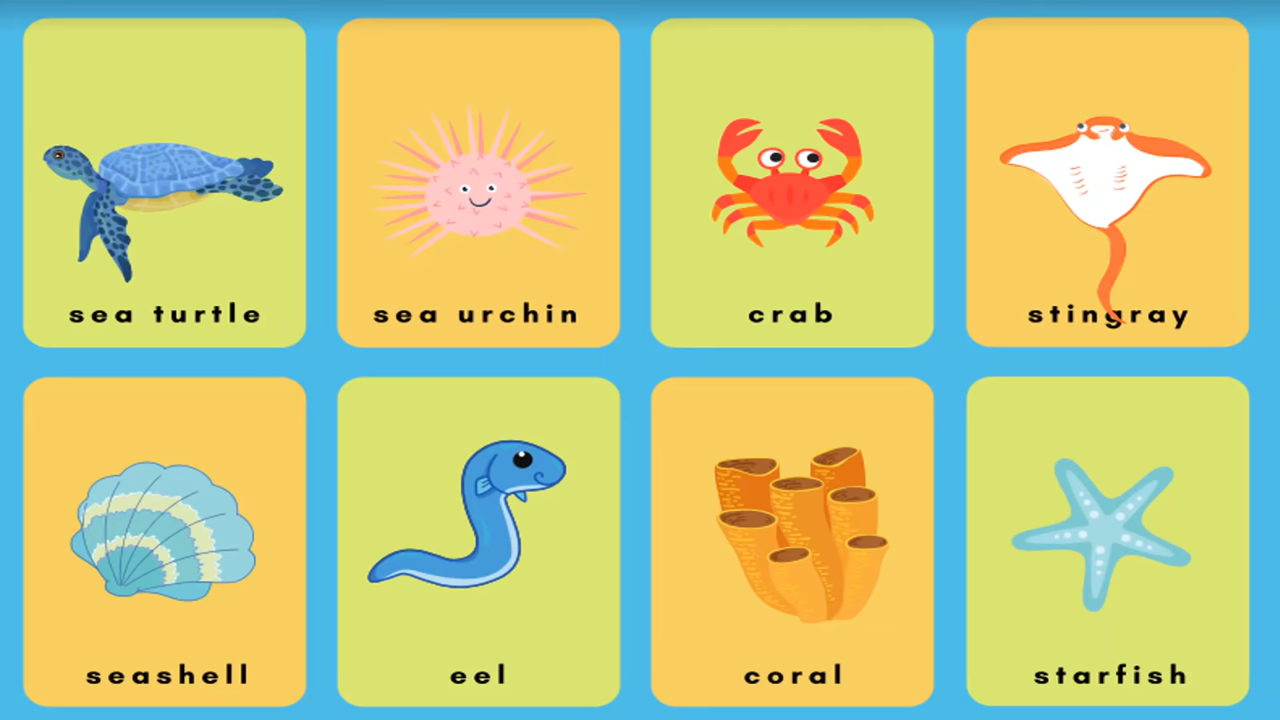 sea turtle
sea urchin
crab
stingray
seashell
eel
coral
starfish